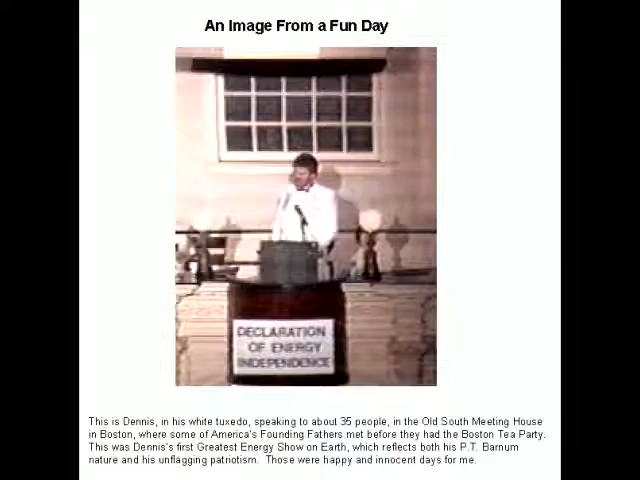 An Image From a Fun Day
DECLARATION
OF ENERGY
INDEPENDENCE
This is Dennis, in his white tuxedo, speaking to about 35 people, in the Old South Meeting House
in Boston, where some of America's Founding Fathers met before they had the Boston Tea Party.
This was Dennis's first Greatest Energy Show on Earth, which reflects both his P.T. Barnum
nature and his unflagging patriotism.  Those were happy and innocent days for me.